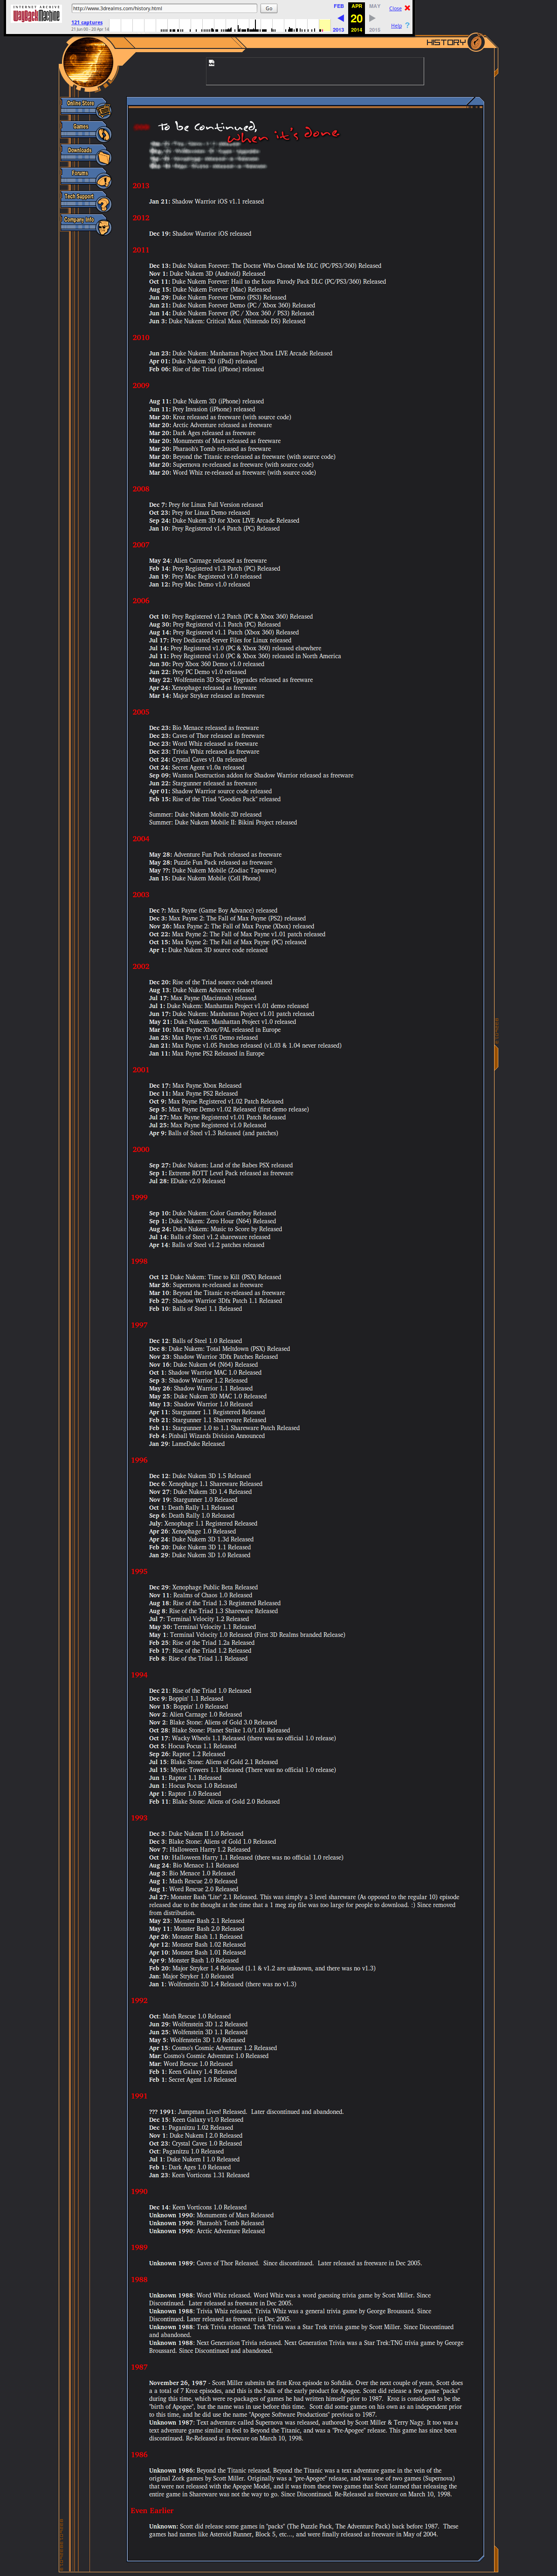 INTERNET ARCHIVE
WayBackMachine
http://www.3drealms.com/history.html
Go
FEB
APR
MAY
Close
121 captures
20
2013
2014
2015
Help
HISTORY
Online Store
Games
Downloads
Forums
Tech Support
Company Info
To be continued,
when it's done
2013
Jan 21: Shadow Warrior iOS v1.1 released
2012
Dec 19: Shadow Warrior iOS released
2011
Dec 13: Duke Nukem Forever: The Doctor Who Cloned Me DLC (PC/PS3/360) Released
Nov 1: Duke Nukem 3D (Android) Released
Oct 11: Duke Nukem Forever: Hail to the Icons Parody Pack DLC (PC/PS3/360) Released
Aug 15: Duke Nukem Forever (Mac) Released
Jun 29: Duke Nukem Forever Demo (PS3) Released
Jun 21: Duke Nukem Forever Demo (PC / Xbox 360) Released
Jun 14: Duke Nukem Forever (PC / Xbox 360 / PS3) Released
Jun 3: Duke Nukem: Critical Mass (Nintendo DS) Released
2010
Jun 23: Duke Nukem: Manhattan Project Xbox LIVE Arcade Released
Apr 01: Duke Nukem 3D (iPad) released
Feb 06: Rise of the Triad (iPhone) released
2009
Aug 11: Duke Nukem 3D (iPhone) released
Jun 11: Prey Invasion (iPhone) released
Mar 20: Kroz released as freeware (with source code)
Mar 20: Arctic Adventure released as freeware
Mar 20: Dark Ages released as freeware
Mar 20: Monuments of Mars released as freeware
Mar 20: Pharaoh's Tomb released as freeware
Mar 20: Beyond the Titanic re-released as freeware (with source code)
Mar 20: Supernova re-released as freeware (with source code)
Mar 20: Word Whiz re-released as freeware (with source code)
2008
Dec 7: Prey for Linux Full Version released
Oct 23: Prey for Linux Demo released
Sep 24: Duke Nukem 3D for Xbox LIVE Arcade Released
Jan 10: Prey Registered v1.4 Patch (PC) Released
2007
May 24: Alien Carnage released as freeware
Feb 14: Prey Registered v1.3 Patch (PC) Released
Jan 19: Prey Mac Registered v1.0 released
Jan 12: Prey Mac Demo v1.0 released
2006
Oct 10: Prey Registered v1.2 Patch (PC & Xbox 360) Released
Aug 30: Prey Registered v1.1 Patch (PC) Released
Aug 14: Prey Registered v1.1 Patch (Xbox 360) Released
Jul 17: Prey Dedicated Server Files for Linux released
Jul 14: Prey Registered v1.0 (PC & Xbox 360) released elsewhere
Jul 11: Prey Registered v1.0 (PC & Xbox 360) released in North America
Jun 30: Prey Xbox 360 Demo v1.0 released
Jun 22: Prey PC Demo v1.0 released
May 22: Wolfenstein 3D Super Upgrades released as freeware
Apr 24: Xenophage released as freeware
Mar 14: Major Stryker released as freeware
2005
Dec 23: Bio Menace released as freeware
Dec 23: Caves of Thor released as freeware
Dec 23: Word Whiz released as freeware
Dec 23: Trivia Whiz released as freeware
Oct 24: Crystal Caves v1.0a released
Oct 24: Secret Agent v1.0a released
Sep 09: Wanton Destruction addon for Shadow Warrior released as freeware
Jun 22: Stargunner released as freeware
Apr 01: Shadow Warrior source code released
Feb 15: Rise of the Triad "Goodies Pack" released
Summer: Duke Nukem Mobile 3D released
Summer: Duke Nukem Mobile II: Bikini Project released
2004
May 28: Adventure Fun Pack released as freeware
May 28: Puzzle Fun Pack released as freeware
May ??: Duke Nukem Mobile (Zodiac Tapwave)
Jan 15: Duke Nukem Mobile (Cell Phone)
2003
Dec ?: Max Payne (Game Boy Advance) released
Dec 3: Max Payne 2: The Fall of Max Payne (PS2) released
Nov 26: Max Payne 2: The Fall of Max Payne (Xbox) released
Oct 22: Max Payne 2: The Fall of Max Payne v1.01 patch released
Oct 15: Max Payne 2: The Fall of Max Payne (PC) released
Apr 1: Duke Nukem 3D source code released
2002
Dec 20: Rise of the Triad source code released
Aug 13: Duke Nukem Advance released
Jul 17: Max Payne (Macintosh) released
Jul 1: Duke Nukem: Manhattan Project v1.01 demo released
Jun 17: Duke Nukem: Manhattan Project v1.01 patch released
May 21: Duke Nukem: Manhattan Project v1.0 released
Mar 10: Max Payne Xbox/PAL released in Europe
Jan 25: Max Payne v1.05 Demo released
Jan 21: Max Payne v1.05 Patches released (v1.03 & 1.04 never released)
Jan 11: Max Payne PS2 Released in Europe
2001
Dec 17: Max Payne Xbox Released
Dec 11: Max Payne PS2 Released
Oct 9: Max Payne Registered v1.02 Patch Released
Sep 5: Max Payne Demo v1.02 Released (first demo release)
Jul 27: Max Payne Registered v1.01 Patch Released
Jul 25: Max Payne Registered v1.0 Released
Apr 9: Balls of Steel v1.3 Released (and patches)
2000
Sep 27: Duke Nukem: Land of the Babes PSX released
Sep 1: Extreme ROTT Level Pack released as freeware
Jul 28: EDuke v2.0 Released
1999
Sep 10: Duke Nukem: Color Gameboy Released
Sep 1: Duke Nukem: Zero Hour (N64) Released
Aug 24: Duke Nukem: Music to Score by Released
Jul 14: Balls of Steel v1.2 shareware released
Apr 14: Balls of Steel v1.2 patches released
1998
Oct 12 Duke Nukem: Time to Kill (PSX) Released
Mar 26: Supernova re-released as freeware
Mar 10: Beyond the Titanic re-released as freeware
Feb 27: Shadow Warrior 3Dfx Patch 1.1 Released
Feb 10: Balls of Steel 1.1 Released
1997
Dec 12: Balls of Steel 1.0 Released
Dec 8: Duke Nukem: Total Meltdown (PSX) Released
Nov 23: Shadow Warrior 3Dfx Patches Released
Nov 16: Duke Nukem 64 (N64) Released
Oct 1: Shadow Warrior MAC 1.0 Released
Sep 3: Shadow Warrior 1.2 Released
May 26: Shadow Warrior 1.1 Released
May 25: Duke Nukem 3D MAC 1.0 Released
May 13: Shadow Warrior 1.0 Released
Apr 11: Stargunner 1.1 Registered Released
Feb 21: Stargunner 1.1 Shareware Released
Feb 11: Stargunner 1.0 to 1.1 Shareware Patch Released
Feb 4: Pinball Wizards Division Announced
Jan 29: LameDuke Released
1996
Dec 12: Duke Nukem 3D 1.5 Released
Dec 6: Xenophage 1.1 Shareware Released
Nov 27: Duke Nukem 3D 1.4 Released
Nov 19: Stargunner 1.0 Released
Oct 1: Death Rally 1.1 Released
Sep 6: Death Rally 1.0 Released
July: Xenophage 1.1 Registered Released
Apr 26: Xenophage 1.0 Released
Apr 24: Duke Nukem 3D 1.3d Released
Feb 20: Duke Nukem 3D 1.1 Released
Jan 29: Duke Nukem 3D 1.0 Released
1995
Dec 29: Xenophage Public Beta Released
Nov 11: Realms of Chaos 1.0 Released
Aug 18: Rise of the Triad 1.3 Registered Released
Aug 8: Rise of the Triad 1.3 Shareware Released
Jul 7: Terminal Velocity 1.2 Released
May 30: Terminal Velocity 1.1 Released
May 1: Terminal Velocity 1.0 Released (First 3D Realms branded Release)
Feb 25: Rise of the Triad 1.2a Released
Feb 17: Rise of the Triad 1.2 Released
Feb 8: Rise of the Triad 1.1 Released
1994
Dec 21: Rise of the Triad 1.0 Released
Dec 9: Boppin' 1.1 Released
Nov 15: Boppin' 1.0 Released
Nov 2: Alien Carnage 1.0 Released
Nov 2: Blake Stone: Aliens of Gold 3.0 Released
Oct 28: Blake Stone: Planet Strike 1.0/1.01 Released
Oct 17: Wacky Wheels 1.1 Released (there was no official 1.0 release)
Oct 5: Hocus Pocus 1.1 Released
Sep 26: Raptor 1.2 Released
Jul 15: Blake Stone: Aliens of Gold 2.1 Released
Jul 15: Mystic Towers 1.1 Released (There was no official 1.0 release)
Jun 1: Raptor 1.1 Released
Jun 1: Hocus Pocus 1.0 Released
Apr 1: Raptor 1.0 Released
Feb 11: Blake Stone: Aliens of Gold 2.0 Released
1993
Dec 3: Duke Nukem II 1.0 Released
Dec 3: Blake Stone: Aliens of Gold 1.0 Released
Nov 7: Halloween Harry 1.2 Released
Oct 10: Halloween Harry 1.1 Released (there was no official 1.0 release)
Aug 24: Bio Menace 1.1 Released
Aug 3: Bio Menace 1.0 Released
Aug 1: Math Rescue 2.0 Released
Aug 1: Word Rescue 2.0 Released
Jul 27: Monster Bash "Lite" 2.1 Released. This was simply a 3 level shareware (As opposed to the regular 10) episode
released due to the thought at the time that a 1 meg zip file was too large for people to download. :) Since removed
from distribution.
May 23: Monster Bash 2.1 Released
May 11: Monster Bash 2.0 Released
Apr 26: Monster Bash 1.1 Released
Apr 12: Monster Bash 1.02 Released
Apr 10: Monster Bash 1.01 Released
Apr 9: Monster Bash 1.0 Released
Feb 20: Major Stryker 1.4 Released (1.1 & v1.2 are unknown, and there was no v1.3)
Jan: Major Stryker 1.0 Released
Jan 1: Wolfenstein 3D 1.4 Released (there was no v1.3)
1992
Oct: Math Rescue 1.0 Released
Jun 29: Wolfenstein 3D 1.2 Released
Jun 25: Wolfenstein 3D 1.1 Released
May 5: Wolfenstein 3D 1.0 Released
Apr 15: Cosmo's Cosmic Adventure 1.2 Released
Mar: Cosmo's Cosmic Adventure 1.0 Released
Mar: Word Rescue 1.0 Released
Feb 1: Keen Galaxy 1.4 Released
Feb 1: Secret Agent 1.0 Released
1991
??? 1991: Jumpman Lives! Released. Later discontinued and abandoned.
Dec 15: Keen Galaxy v1.0 Released
Dec 1: Paganitzu 1.02 Released
Nov 1: Duke Nukem I 2.0 Released
Oct 23: Crystal Caves 1.0 Released
Oct: Paganitzu 1.0 Released
Jul 1: Duke Nukem I 1.0 Released
Feb 1: Dark Ages 1.0 Released
Jan 23: Keen Vorticons 1.31 Released
1990
Dec 14: Keen Vorticons 1.0 Released
Unknown 1990: Monuments of Mars Released
Unknown 1990: Pharaoh's Tomb Released
Unknown 1990: Arctic Adventure Released
1989
Unknown 1989: Caves of Thor Released. Since discontinued. Later released as freeware in Dec 2005.
1988
Unknown 1988: Word Whiz released. Word Whiz was a word guessing trivia game by Scott Miller. Since
Discontinued. Later released as freeware in Dec 2005.
Unknown 1988: Trivia Whiz released. Trivia Whiz was a general trivia game by George Broussard. Since
Discontinued. Later released as freeware in Dec 2005.
Unknown 1988: Trek Trivia released. Trek Trivia was a Star Trek trivia game by Scott Miller. Since Discontinued
and abandoned.
Unknown 1988: Next Generation Trivia released. Next Generation Trivia was a Star Trek:TNG trivia game by George
Broussard. Since Discontinued and abandoned.
1987
November 26, 1987 - Scott Miller submits the first Kroz episode to Softdisk. Over the next couple of years, Scott does
a a total of 7 Kroz episodes, and this is the bulk of the early product for Apogee. Scott did release a few game "packs"
during this time, which were re-packages of games he had written himself prior to 1987. Kroz is considered to be the
"birth of Apogee", but the name was in use before this time. Scott did some games on his own as an independent prior
to this time, and he did use the name "Apogee Software Productions" previous to 1987.
Unknown 1987: Text adventure called Supernova was released, authored by Scott Miller & Terry Nagy. It too was a
text adventure game similar in feel to Beyond the Titanic, and was a "Pre-Apogee" release. This game has since been
discontinued. Re-Released as freeware on March 10, 1998.
1986
Unknown 1986: Beyond the Titanic released. Beyond the Titanic was a text adventure game in the vein of the
original Zork games by Scott Miller. Originally was a "pre-Apogee" release, and was one of two games (Supernova)
that were not released with the Apogee Model, and it was from these two games that Scott learned that releasing the
entire game in Shareware was not the way to go. Since Discontinued. Re-Released as freeware on March 10, 1998.
Even Earlier
Unknown: Scott did release some games in "packs" (The Puzzle Pack, The Adventure Pack) back before 1987. These
games had names like Asteroid Runner, Block 5, etc..., and were finally released as freeware in May of 2004.